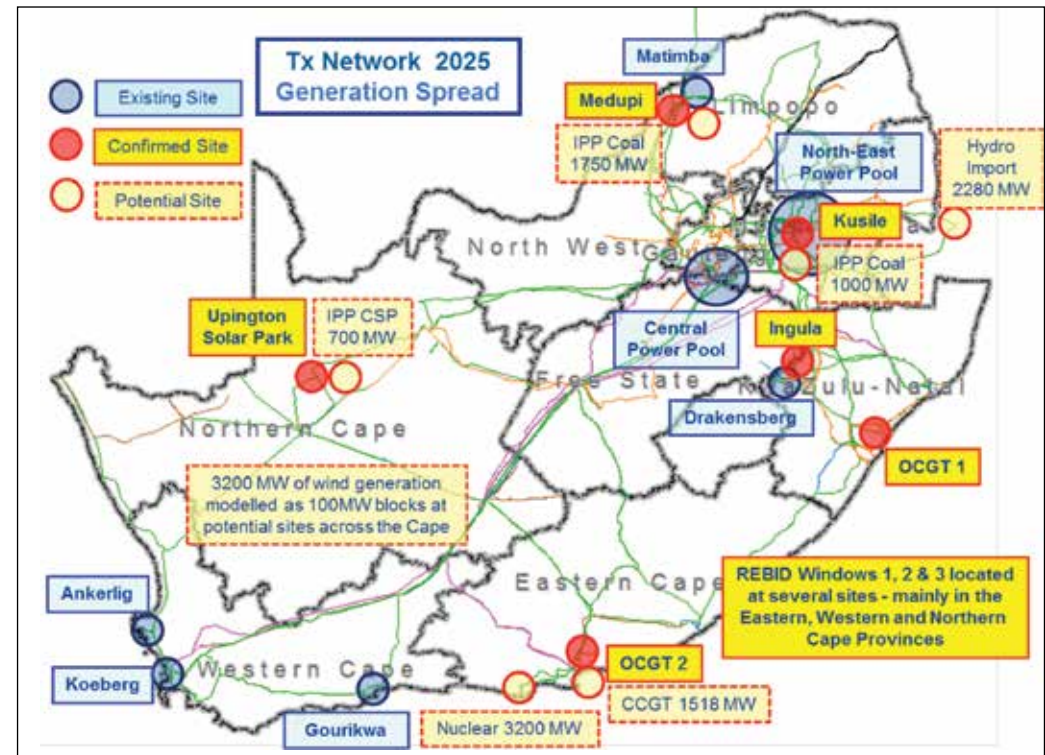 Tx Network 2025
Generation Spread
Existing Site
Confirmed Site
Potential Site
Matimba
Medupi
Limpopo
IPP Coal
1750 MW
North-East
Power Pool
Hydro
Import
2280 MW
Kusile
North West
IPP Coal
1000 MW
Upington
Solar Park
IPP CSP
700 MW
Central
Power Pool
Ingula
Free State
KwaZulu-Natal
Drakensberg
Northern Cape
OCGT 1
3200 MW of wind generation
modelled as 100MW blocks at
potential sites across the Cape
Eastern Cape
REBID Windows 1, 2 & 3 located
at several sites - mainly in the
Eastern, Western and Northern
Cape Provinces
Ankerlig
Koeberg
Western Cape
OCGT 2
CCGT 1518 MW
Gourikwa
Nuclear 3200 MW